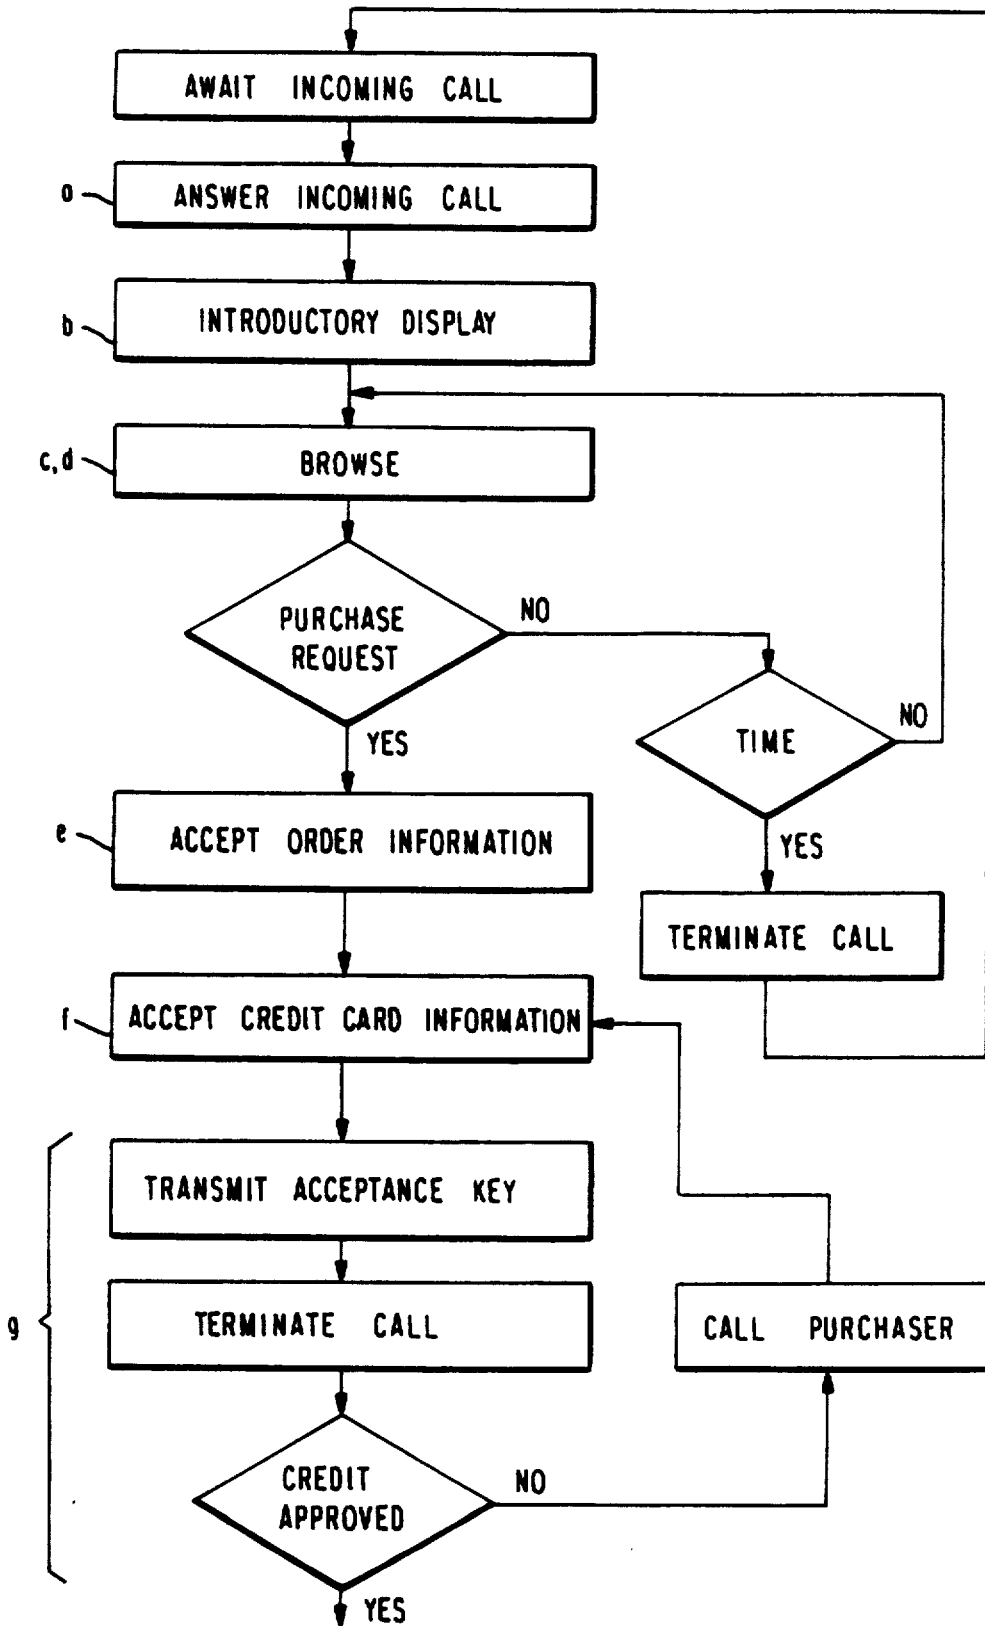 AWAIT INCOMING CALL
a
ANSWER INCOMING CALL
b
INTRODUCTORY DISPLAY
c,d
BROWSE
PURCHASE
REQUEST
NO
YES
TIME
NO
YES
TERMINATE CALL
e
ACCEPT ORDER INFORMATION
f
ACCEPT CREDIT CARD INFORMATION
g
TRANSMIT ACCEPTANCE KEY
TERMINATE CALL
CALL PURCHASER
CREDIT
APPROVED
NO
YES